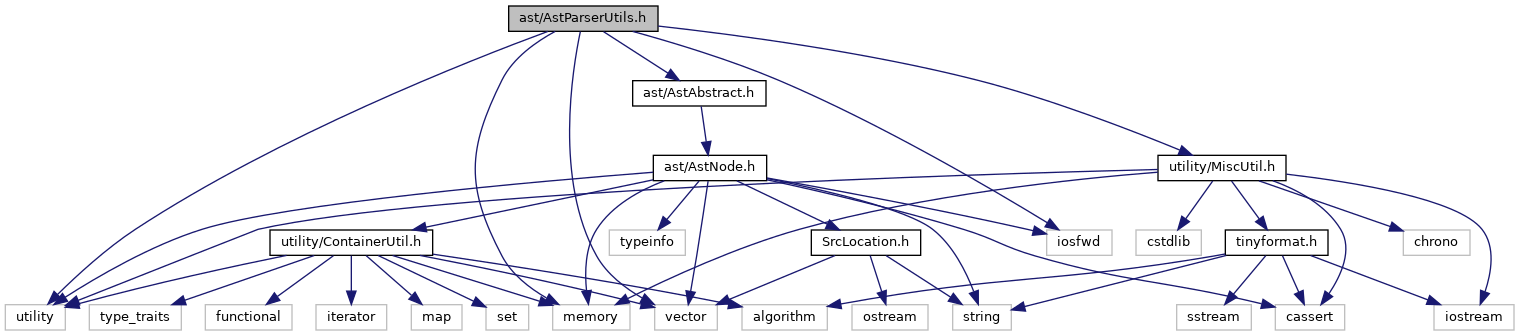 ast/AstParserUtils.h
ast/AstAbstract.h
ast/AstNode.h
utility/MiscUtil.h
utility/ContainerUtil.h
typeinfo
SrcLocation.h
iosfwd
cstdlib
tinyformat.h
chrono
utility
type_traits
functional
iterator
map
set
memory
vector
algorithm
ostream
string
sstream
cassert
iostream